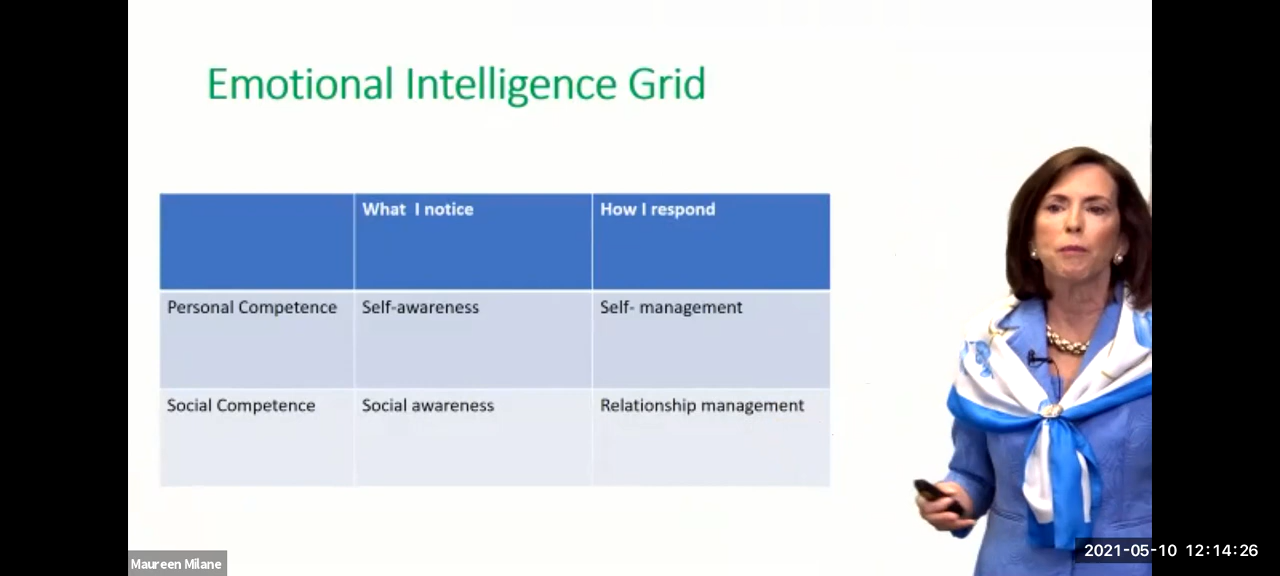 Emotional Intelligence Grid
What I notice
How I respond
Personal Competence
Self-awareness
Self- management
Social Competence
Social awareness
Relationship management
Maureen Milane
2021-05-10 12:14:26